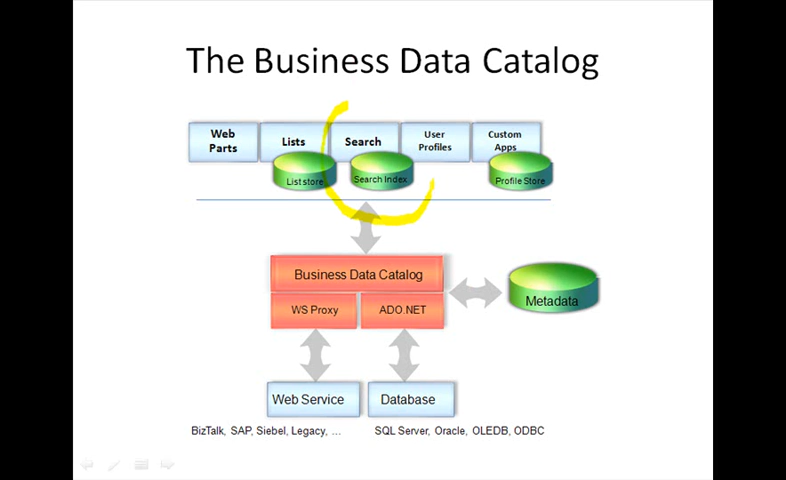 The Business Data Catalog
Web Parts
Lists
Search
User Profiles
Custom Apps
List store
Search Index
Profile Store
Business Data Catalog
WS Proxy
ADO.NET
Metadata
Web Service
Database
BizTalk, SAP, Siebel, Legacy, ...
SQL Server, Oracle, OLEDB, ODBC